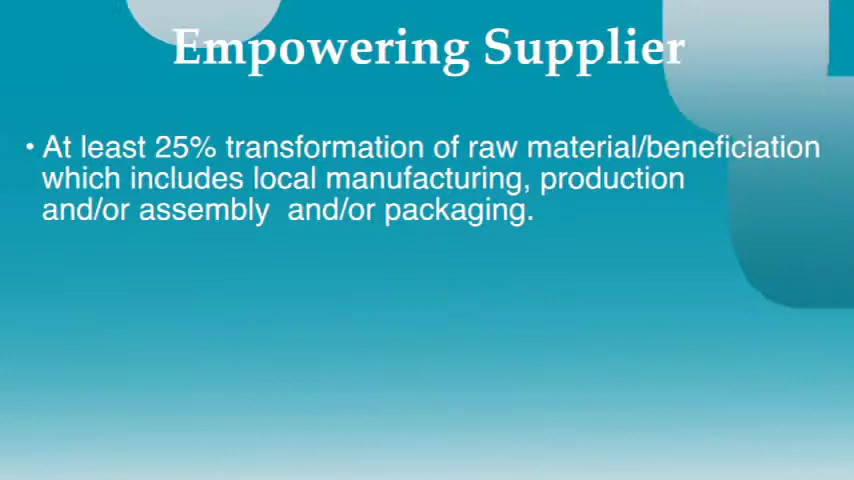 Empowering Supplier
• At least 25% transformation of raw material/beneficiation
which includes local manufacturing, production
and/or assembly  and/or packaging.